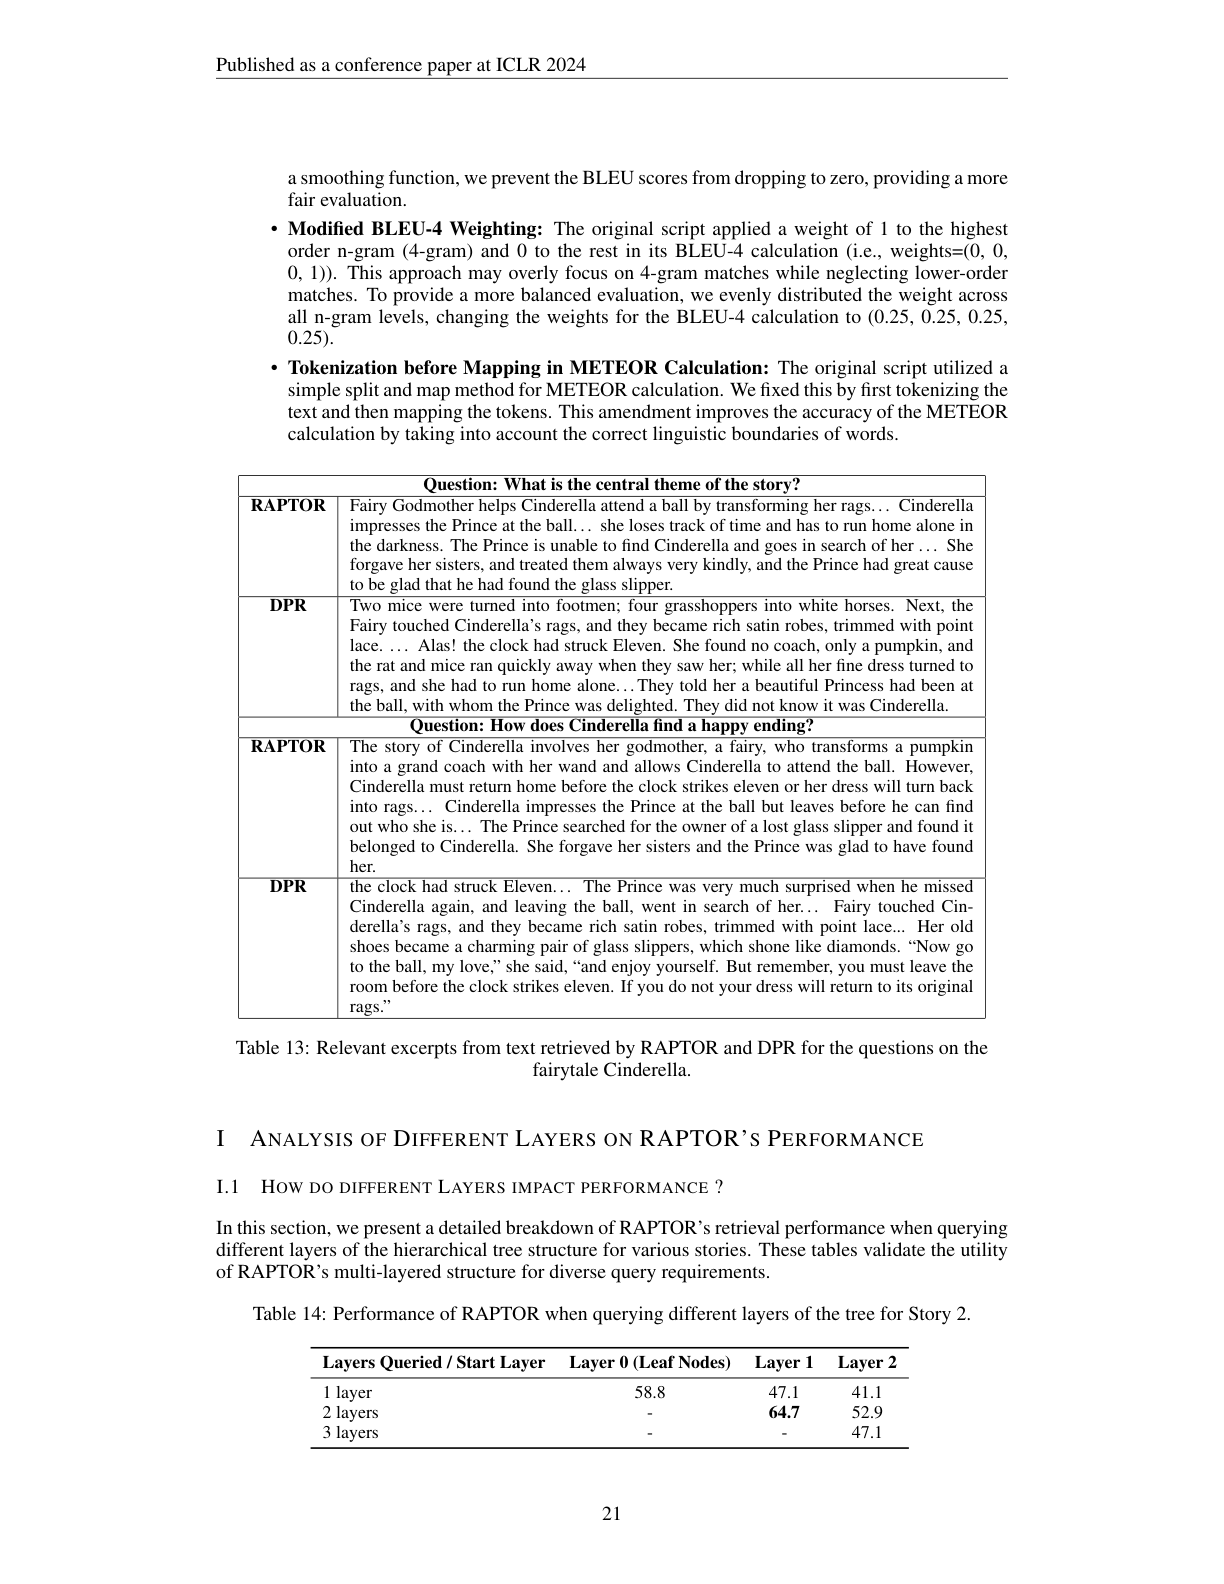 Published as a conference paper at ICLR 2024
a smoothing function, we prevent the BLEU scores from dropping to zero, providing a more
fair evaluation.
• Modified BLEU-4 Weighting: The original script applied a weight of 1 to the highest
order n-gram (4-gram) and 0 to the rest in its BLEU-4 calculation (i.e., weights=(0, 0,
0, 1)). This approach may overly focus on 4-gram matches while neglecting lower-order
matches. To provide a more balanced evaluation, we evenly distributed the weight across
all n-gram levels, changing the weights for the BLEU-4 calculation to (0.25, 0.25, 0.25,
0.25).
• Tokenization before Mapping in METEOR Calculation: The original script utilized a
simple split and map method for METEOR calculation. We fixed this by first tokenizing the
text and then mapping the tokens. This amendment improves the accuracy of the METEOR
calculation by taking into account the correct linguistic boundaries of words.
Question: What is the central theme of the story?
RAPTOR Fairy Godmother helps Cinderella attend a ball by transforming her rags... Cinderella
impresses the Prince at the ball... she loses track of time and has to run home alone in
the darkness. The Prince is unable to find Cinderella and goes in search of her ... She
forgave her sisters, and treated them always very kindly, and the Prince had great cause
to be glad that he had found the glass slipper.
DPR Two mice were turned into footmen; four grasshoppers into white horses. Next, the
Fairy touched Cinderella's rags, and they became rich satin robes, trimmed with point
lace. ... Alas! the clock had struck Eleven. She found no coach, only a pumpkin, and
the rat and mice ran quickly away when they saw her; while all her fine dress turned to
rags, and she had to run home alone...They told her a beautiful Princess had been at
the ball, with whom the Prince was delighted. They did not know it was Cinderella.
Question: How does Cinderella find a happy ending?
RAPTOR The story of Cinderella involves her godmother, a fairy, who transforms a pumpkin
into a grand coach with her wand and allows Cinderella to attend the ball. However,
Cinderella must return home before the clock strikes eleven or her dress will turn back
into rags... Cinderella impresses the Prince at the ball but leaves before he can find
out who she is... The Prince searched for the owner of a lost glass slipper and found it
belonged to Cinderella. She forgave her sisters and the Prince was glad to have found
her.
DPR the clock had struck Eleven... The Prince was very much surprised when he missed
Cinderella again, and leaving the ball, went in search of her... Fairy touched Cin-
derella's rags, and they became rich satin robes, trimmed with point lace... Her old
shoes became a charming pair of glass slippers, which shone like diamonds. “Now go
to the ball, my love,” she said, “and enjoy yourself. But remember, you must leave the
room before the clock strikes eleven. If you do not your dress will return to its original
rags.”
Table 13: Relevant excerpts from text retrieved by RAPTOR and DPR for the questions on the
fairytale Cinderella.
I ANALYSIS OF DIFFERENT LAYERS ON RAPTOR'S PERFORMANCE
I.1 HOW DO DIFFERENT LAYERS IMPACT PERFORMANCE ?
In this section, we present a detailed breakdown of RAPTOR's retrieval performance when querying
different layers of the hierarchical tree structure for various stories. These tables validate the utility
of RAPTOR's multi-layered structure for diverse query requirements.
Table 14: Performance of RAPTOR when querying different layers of the tree for Story 2.
Layers Queried / Start Layer Layer 0 (Leaf Nodes) Layer 1 Layer 2
1 layer 58.8 47.1 41.1
2 layers - 64.7 52.9
3 layers - - 47.1
21